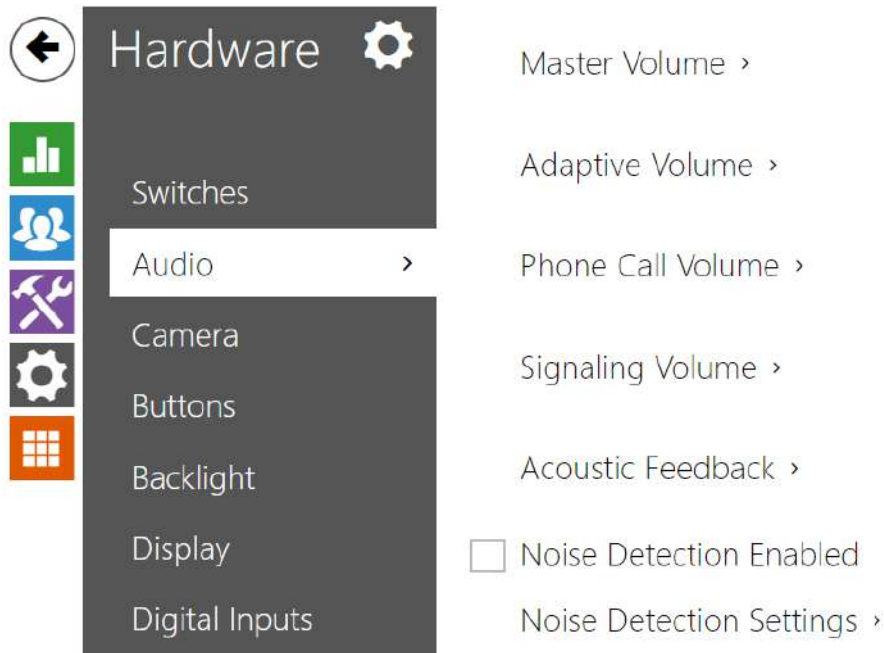 Hardware
Switches
Audio
Camera
Buttons
Backlight
Display
Digital Inputs
Master Volume ›
Adaptive Volume ›
Phone Call Volume ›
Signaling Volume ›
Acoustic Feedback ›
Noise Detection Enabled
Noise Detection Settings ›